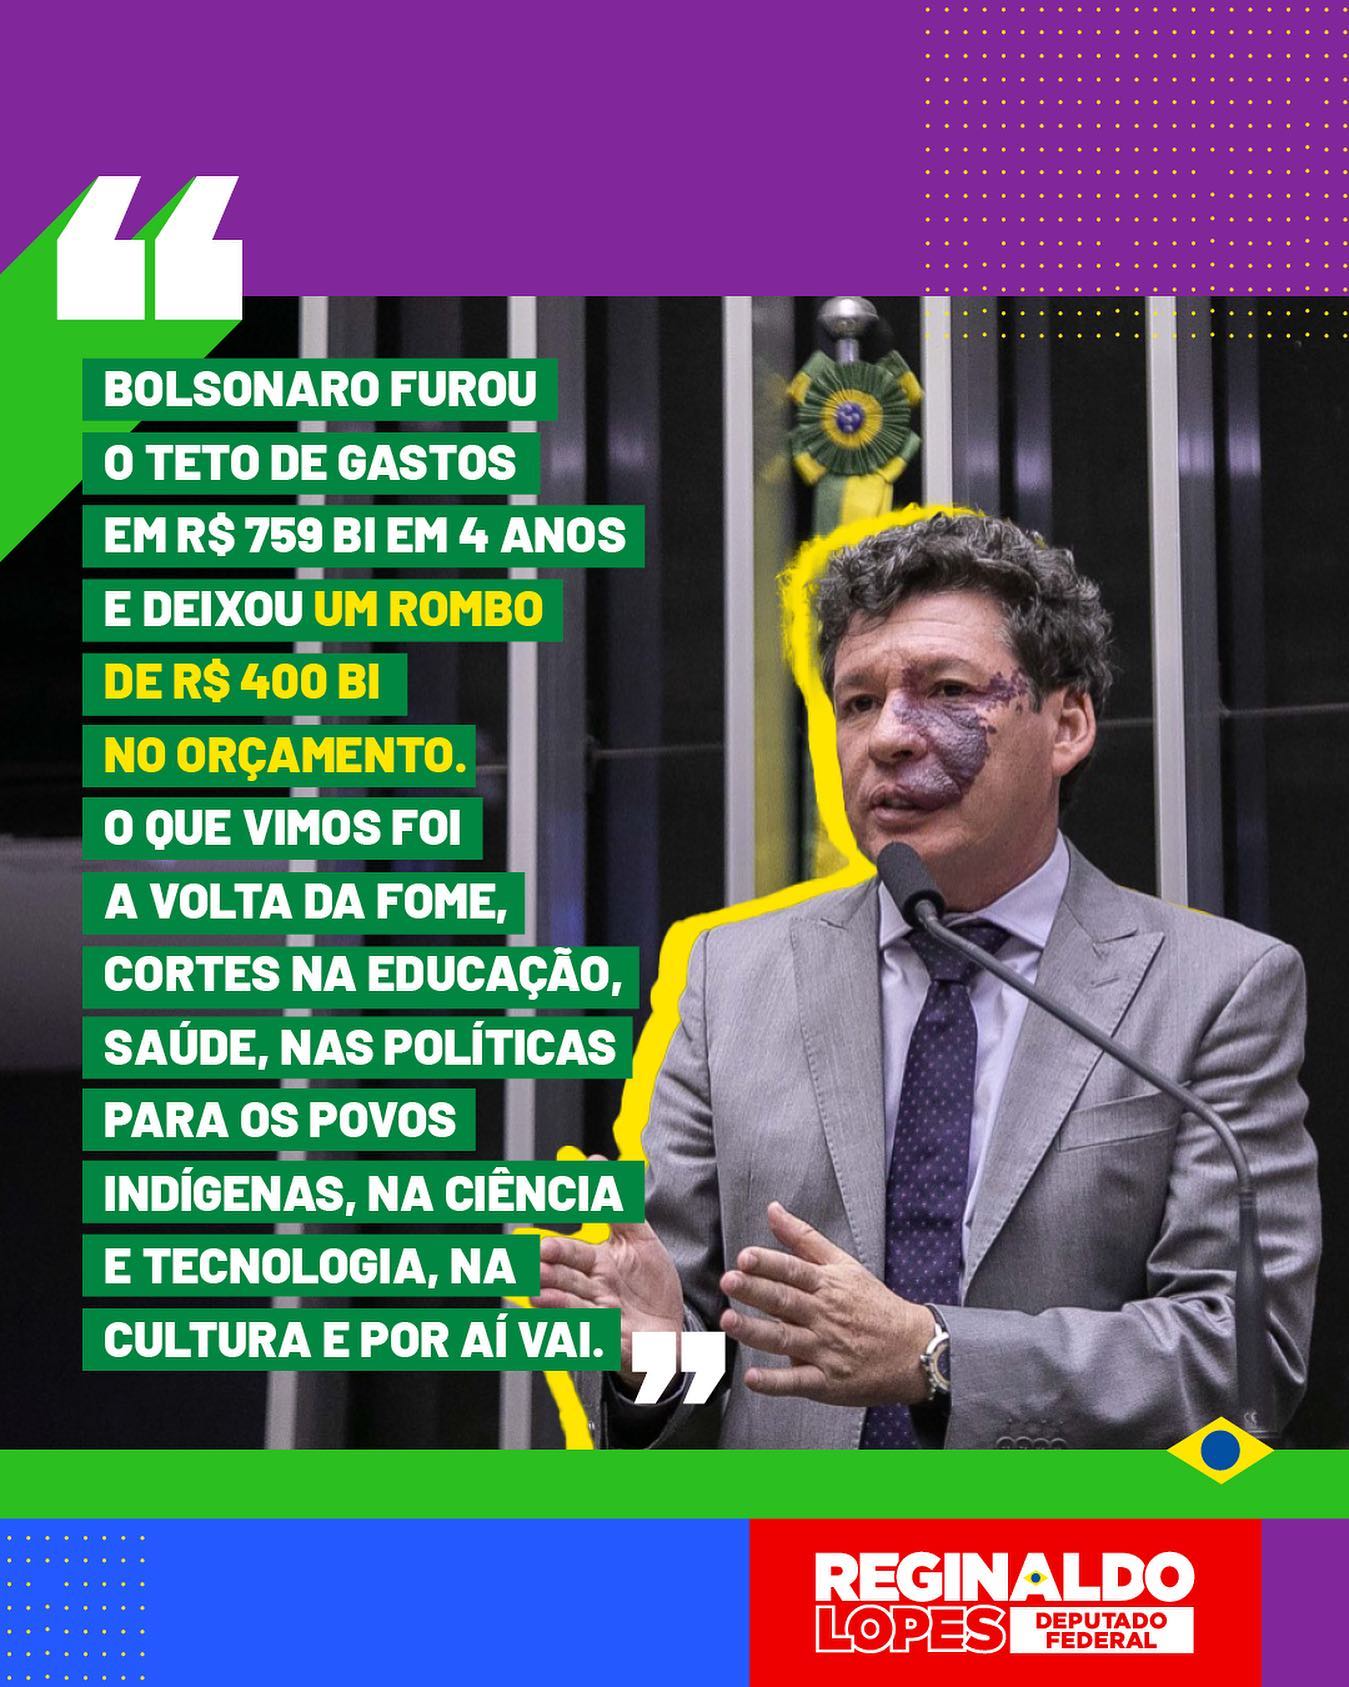 BOLSONARO FUROU
O TETO DE GASTOS
EM R$ 759 BI EM 4 ANOS
E DEIXOU UM ROMBO
DE R$ 400 BI
NO ORÇAMENTO.
O QUE VIMOS FOI
A VOLTA DA FOME,
CORTES NA EDUCAÇÃO,
SAÚDE, NAS POLÍTICAS
PARA OS POVOS
INDÍGENAS, NA CIÊNCIA
E TECNOLOGIA, NA
CULTURA E POR AÍ VAI.
REGINALDO
LOPES
DEPUTADO
FEDERAL